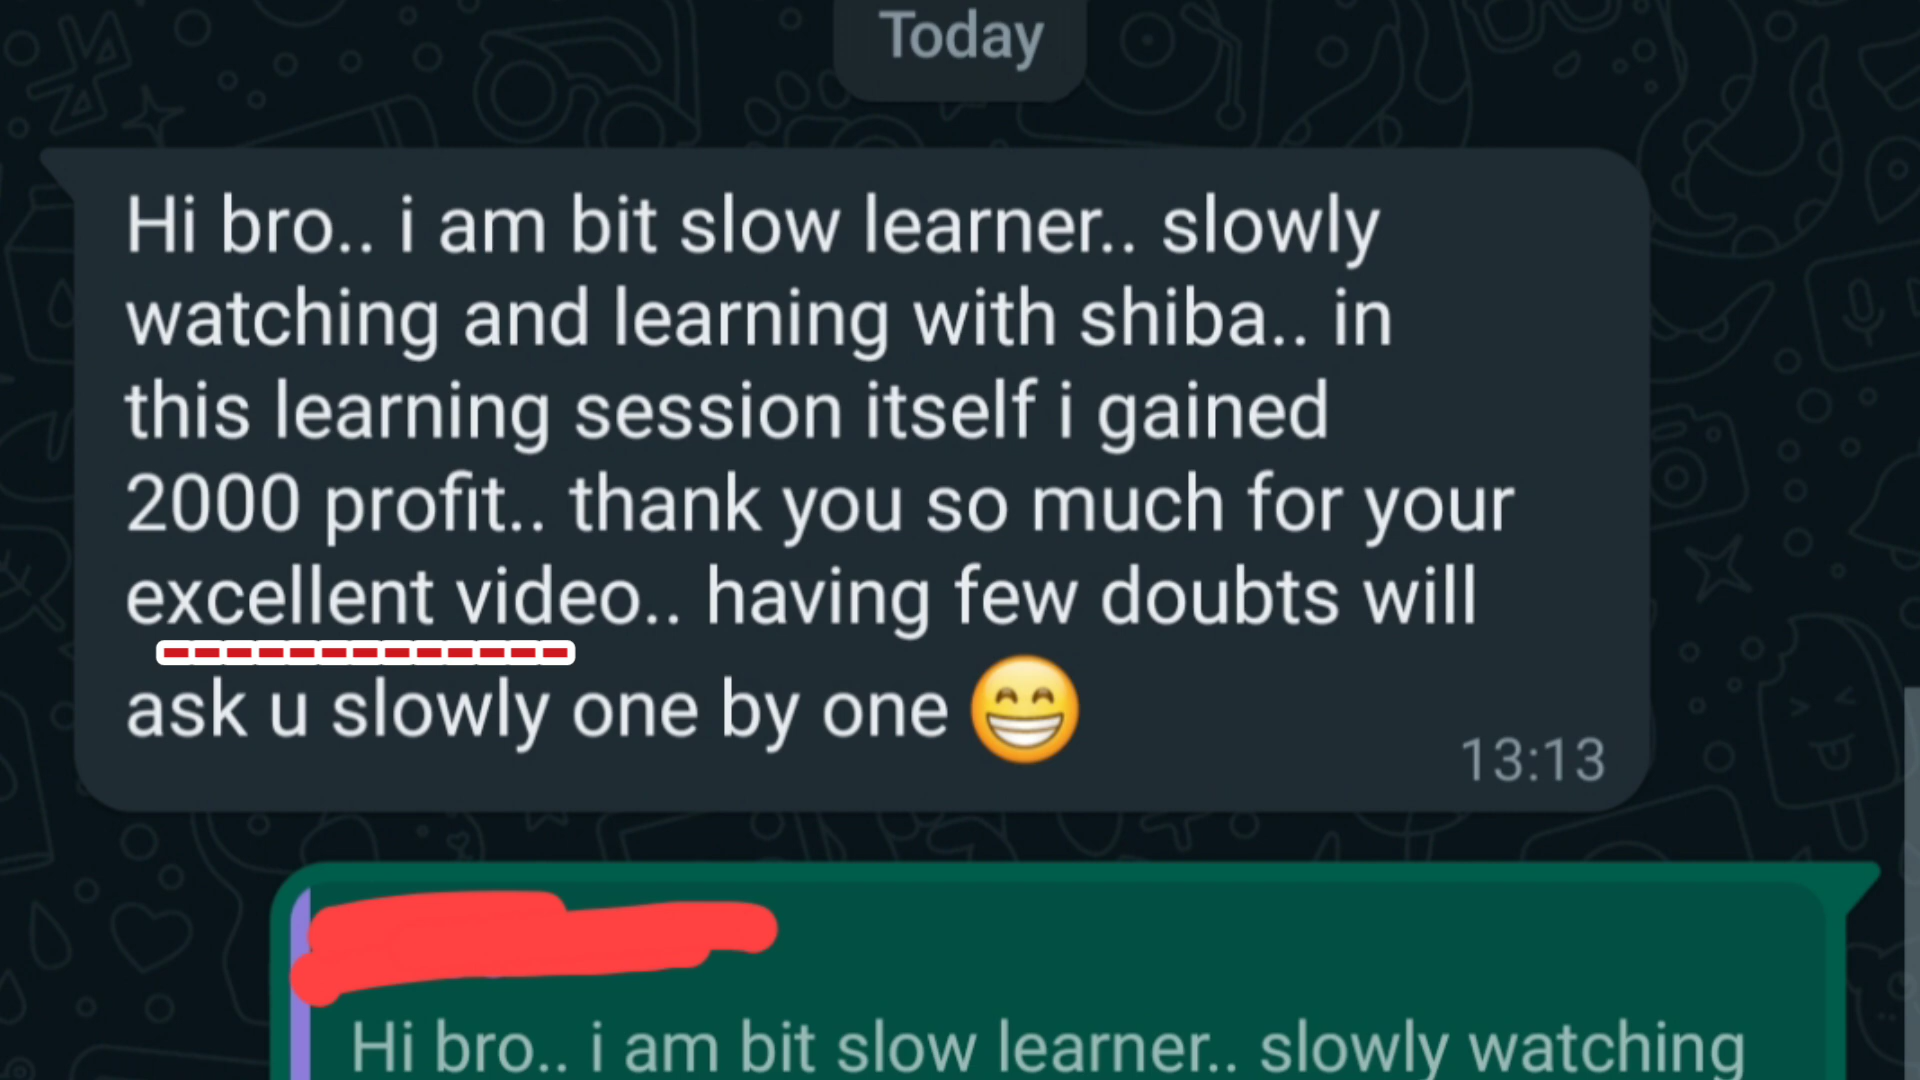 Today
Hi bro.. i am bit slow learner.. slowly
watching and learning with shiba.. in
this learning session itself i gained
2000 profit.. thank you so much for your
excellent video.. having few doubts will
ask u slowly one by one 😁
13:13
Hi bro.. i am bit slow learner.. slowly watching